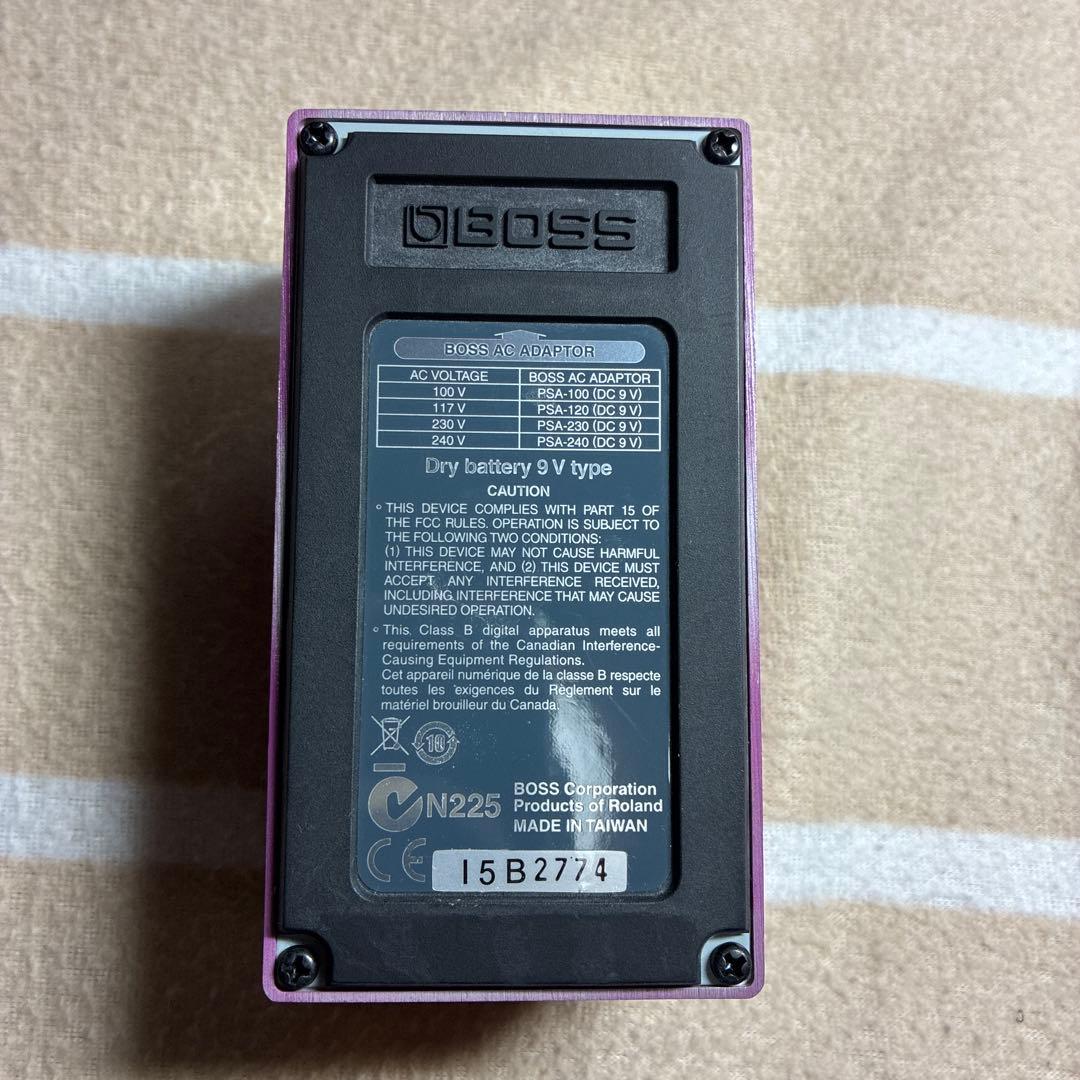 BOSS
BOSS AC ADAPTOR
AC VOLTAGE BOSS AC ADAPTOR
100 V PSA-100 (DC 9 V)
117 V PSA-120 (DC 9 V)
230 V PSA-230 (DC 9 V)
240 V PSA-240 (DC 9 V)
Dry battery 9 V type
CAUTION
THIS DEVICE COMPLIES WITH PART 15 OF
THE FCC RULES. OPERATION IS SUBJECT TO
THE FOLLOWING TWO CONDITIONS:
(1) THIS DEVICE MAY NOT CAUSE HARMFUL
INTERFERENCE, AND (2) THIS DEVICE MUST
ACCEPT ANY INTERFERENCE RECEIVED,
INCLUDING INTERFERENCE THAT MAY CAUSE
UNDESIRED OPERATION.
This Class B digital apparatus meets all
requirements of the Canadian Interference-
Causing Equipment Regulations.
Cet appareil numérique de la classe B respecte
toutes les exigences du Règlement sur le
matériel brouilleur du Canada.
10
N225
BOSS Corporation
Products of Roland
MADE IN TAIWAN
CE
I5B2774